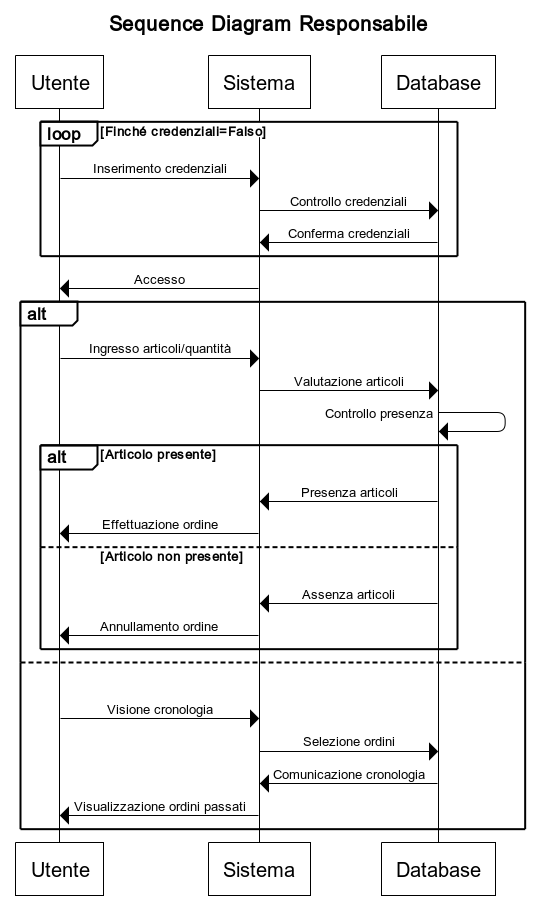 Sequence Diagram Responsabile
Utente
Sistema
Database
loop
[Finché credenziali=Falso]
Inserimento credenziali
Controllo credenziali
Conferma credenziali
Accesso
alt
Ingresso articoli/quantità
Valutazione articoli
Controllo presenza
alt
[Articolo presente]
Presenza articoli
Effettuazione ordine
[Articolo non presente]
Assenza articoli
Annullamento ordine
Visione cronologia
Selezione ordini
Comunicazione cronologia
Visualizzazione ordini passati
Utente
Sistema
Database